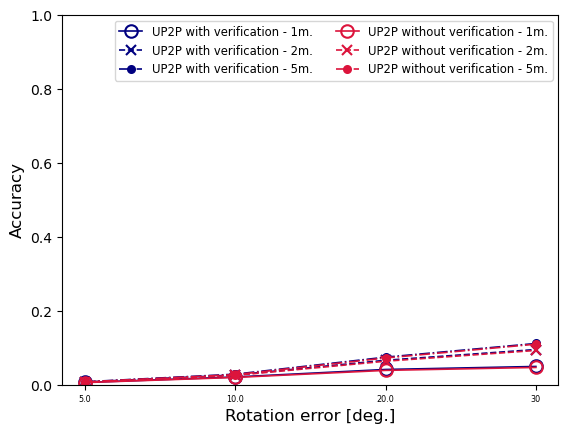 UP2P with verification - 1m.
UP2P with verification - 2m.
UP2P with verification - 5m.
UP2P without verification - 1m.
UP2P without verification - 2m.
UP2P without verification - 5m.
1.0
0.8
0.6
0.4
0.2
0.0
Accuracy
5.0 10.0 20.0 30
Rotation error [deg.]